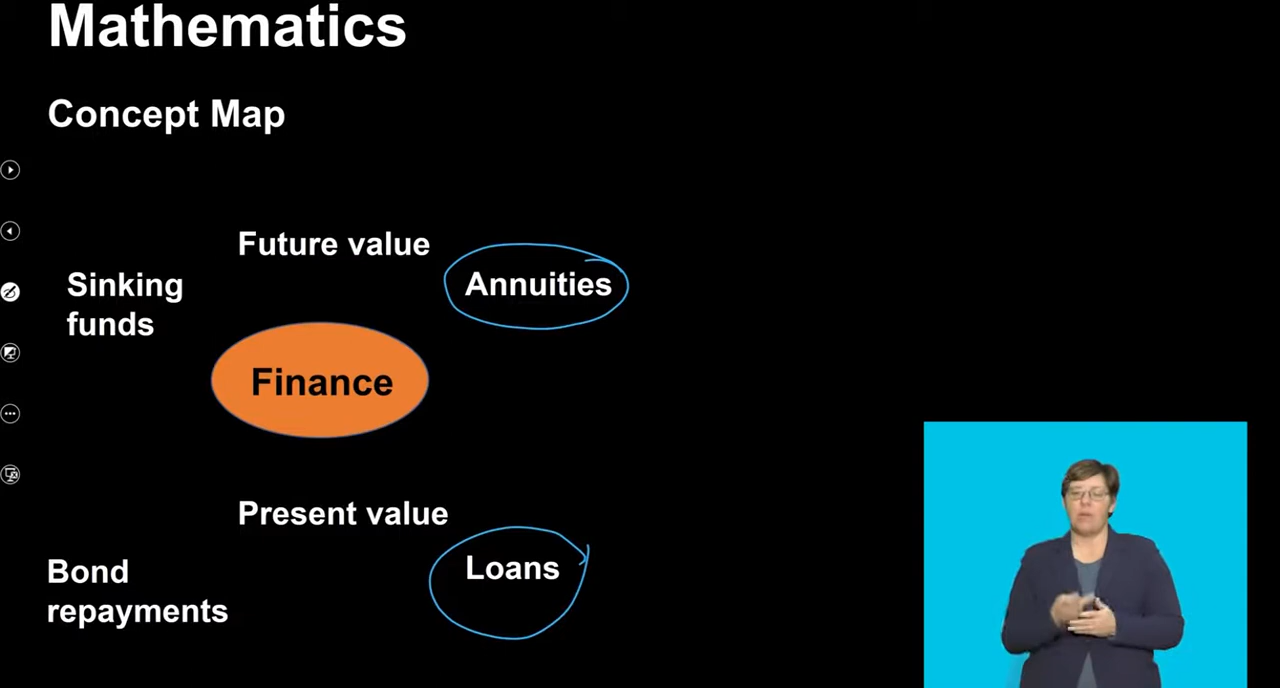 Mathematics
Concept Map
Future value
Annuities
Sinking
funds
Finance
Present value
Loans
Bond
repayments